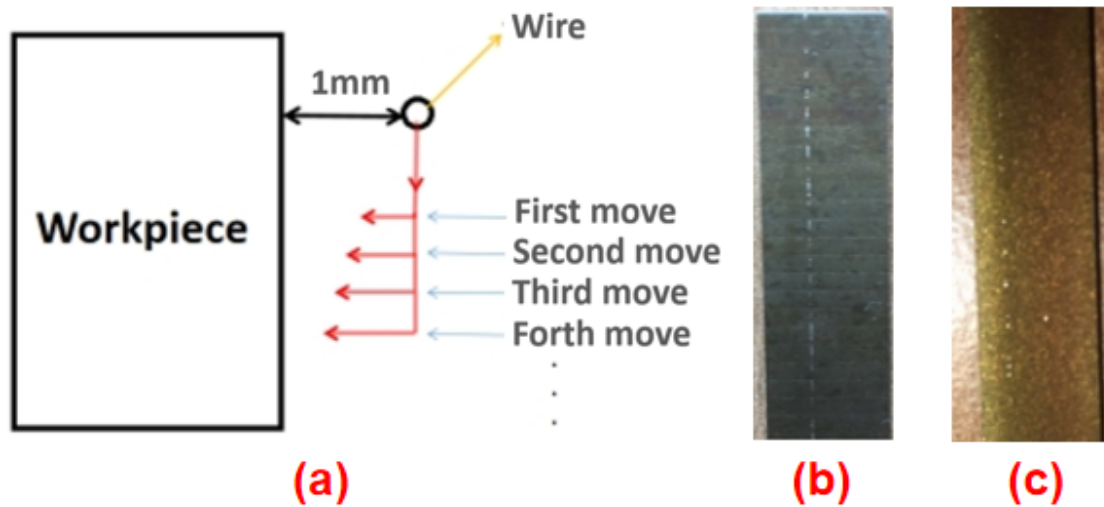 Wire
1mm
Workpiece
First move
Second move
Third move
Forth move
.
.
.
(a)
(b)
(c)